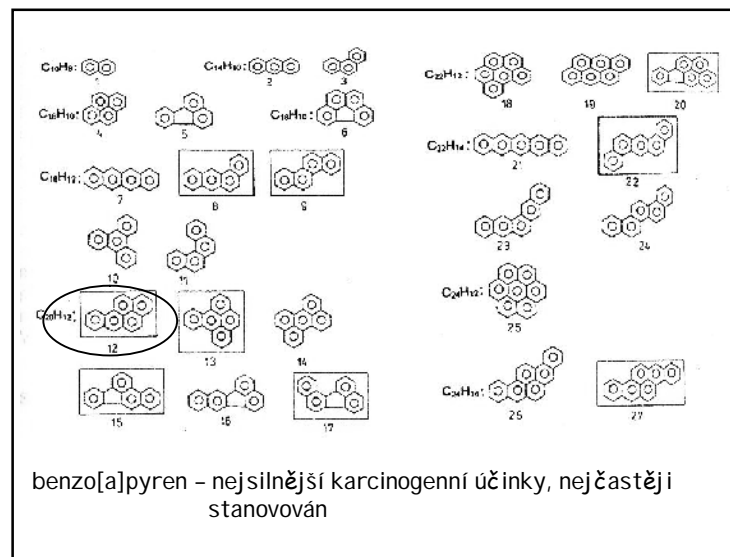 C₁₀H₈: C₁₄H₁₀:
1 2 3
C₁₆H₁₀: C₁₈H₁₀:
4 5 6
C₁₈H₁₂:
7 8 9
10 11
C₂₀H₁₂:
12 13 14
15 16 17
C₂₂H₁₂:
18 19 20
C₂₂H₁₄:
21 22
23 24
C₂₄H₁₂:
25
C₂₄H₁₄:
26 27
benzo[a]pyren – nejsilnější karcinogenní účinky, nejčastěji
stanovován